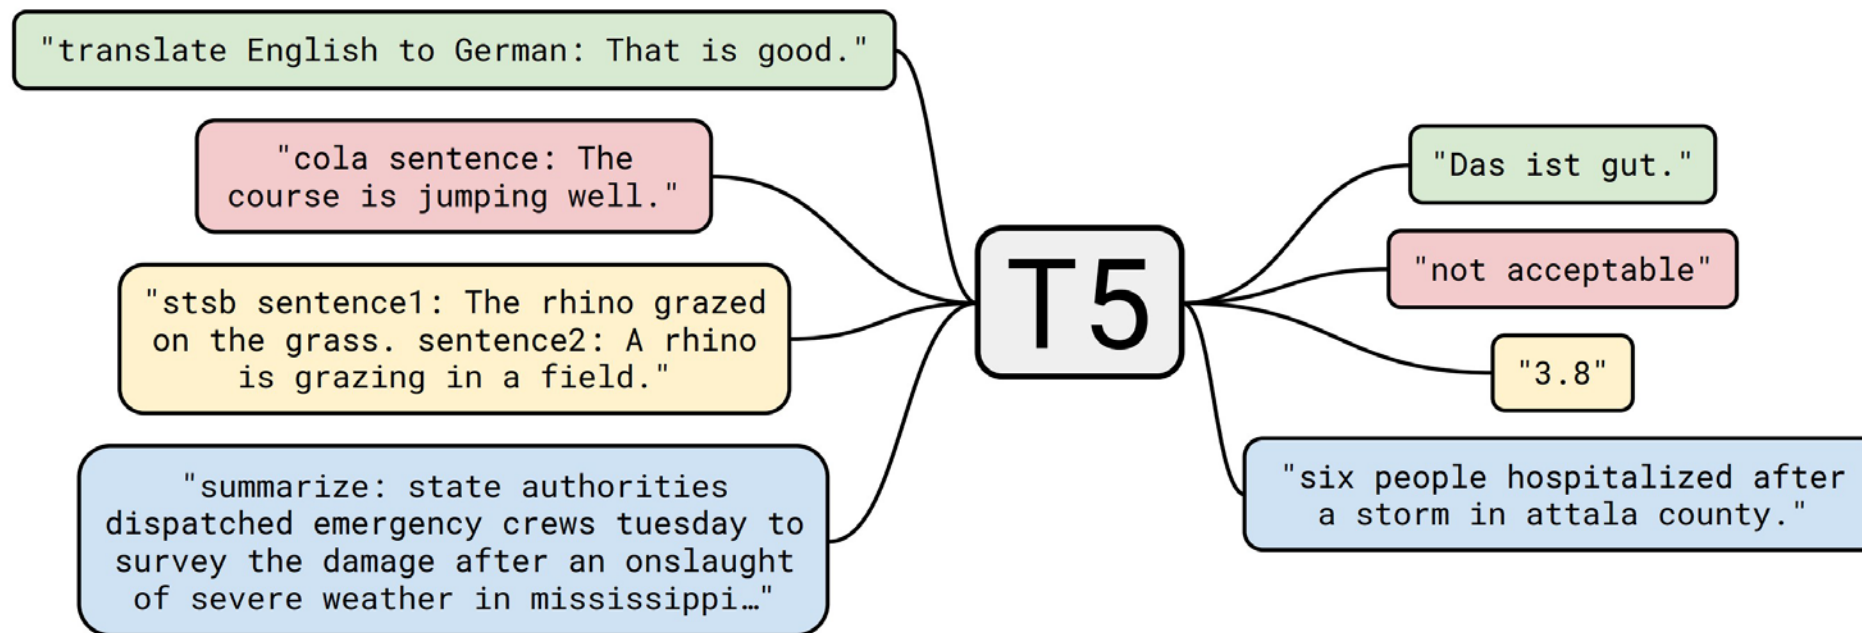 "translate English to German: That is good."
"cola sentence: The
course is jumping well."
"stsb sentence1: The rhino grazed
on the grass. sentence2: A rhino
is grazing in a field."
"summarize: state authorities
dispatched emergency crews tuesday to
survey the damage after an onslaught
of severe weather in mississippi…"
T5
"Das ist gut."
"not acceptable"
"3.8"
"six people hospitalized after
a storm in attala county."